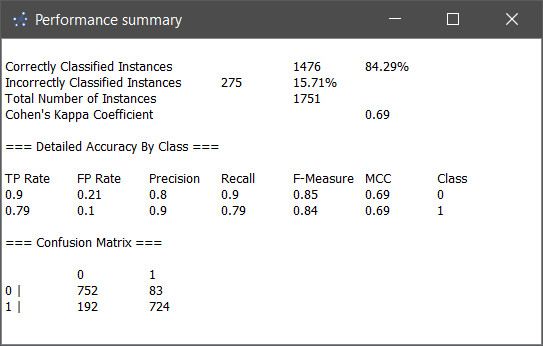 Performance summary
Correctly Classified Instances 1476 84.29%
Incorrectly Classified Instances 275 15.71%
Total Number of Instances 1751
Cohen's Kappa Coefficient 0.69
=== Detailed Accuracy By Class ===
TP Rate FP Rate Precision Recall F-Measure MCC Class
0.9 0.21 0.8 0.9 0.85 0.69 0
0.79 0.1 0.9 0.79 0.84 0.69 1
=== Confusion Matrix ===
0 1
0 | 752 83
1 | 192 724